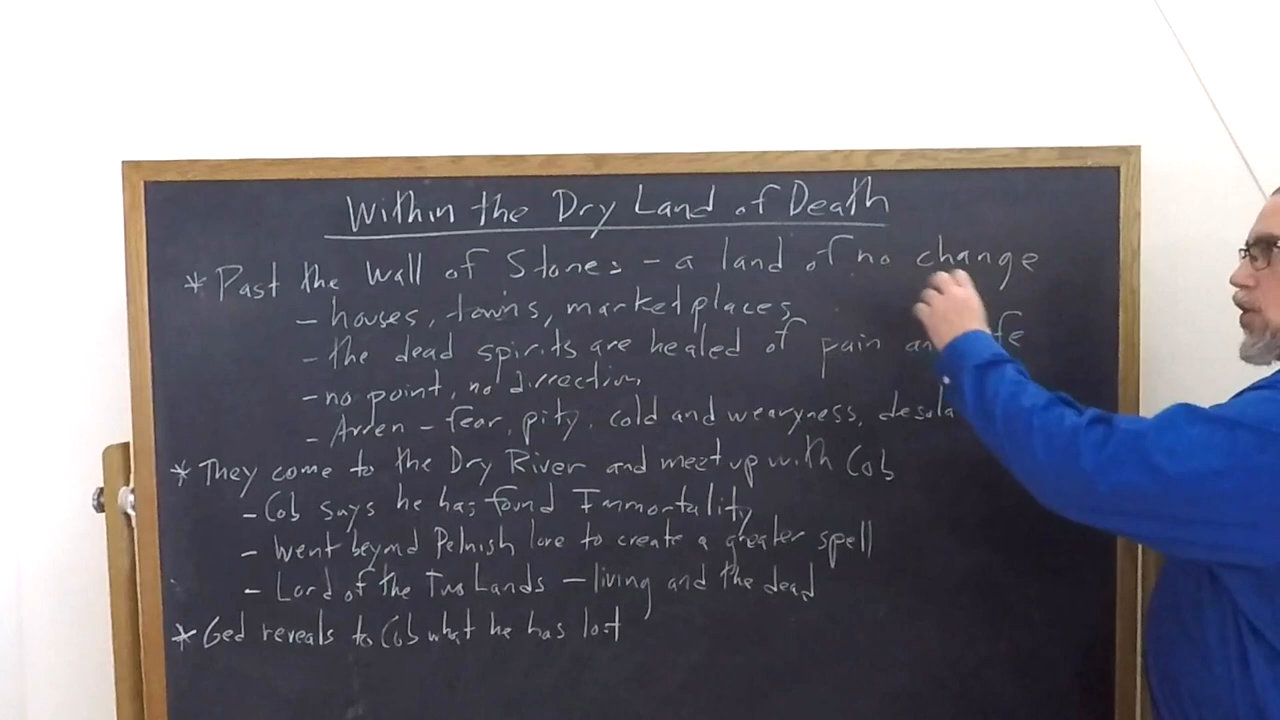 Within the Dry Land of Death
* Past the Wall of Stones - a land of no change
- houses, towns, marketplaces
- the dead spirits are healed of pain and
- no point, no direction
- Arren - fear, pity, cold and wearyness,
* They come to the Dry River and meet up with Cob
- Cob says he has found Immortality
- Went beyond Pelnish lore to create a greater spell
- Lord of the Two Lands - living and the dead
* Ged reveals to Cob what he has lost